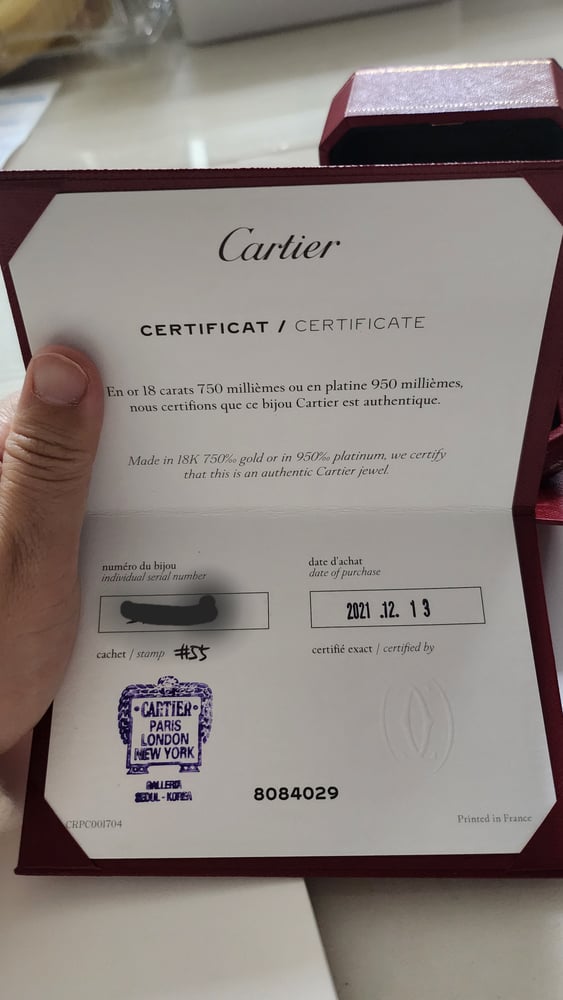 Cartier
CERTIFICAT / CERTIFICATE
En or 18 carats 750 millièmes ou en platine 950 millièmes,
nous certifions que ce bijou Cartier est authentique.
Made in 18K 750‰ gold or in 950‰ platinum, we certify
that this is an authentic Cartier jewel.
numéro du bijou
individual serial number
date d'achat
date of purchase
2021 .12. 1 3
cachet / stamp #55
certifié exact / certified by
CARTIER
PARIS
LONDON
NEW YORK
GALLERIA
SEOUL - KOREA
8084029
CRPC001704
Printed in France